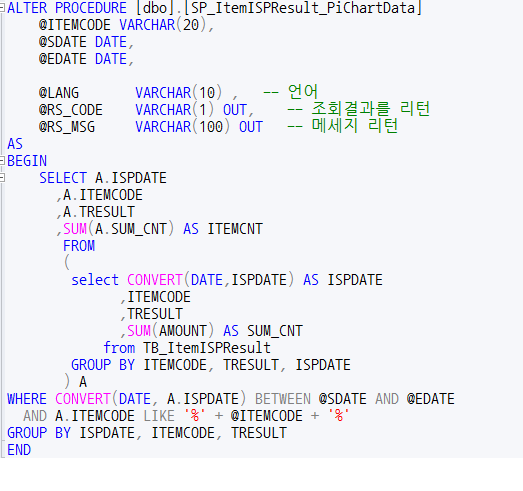 ALTER PROCEDURE [dbo].[SP_ItemISPResult_PiChartData]
@ITEMCODE VARCHAR(20),
@SDATE DATE,
@EDATE DATE,
@LANG VARCHAR(10) , -- 언어
@RS_CODE VARCHAR(1) OUT, -- 조회결과를 리턴
@RS_MSG VARCHAR(100) OUT -- 메세지 리턴
AS
BEGIN
SELECT A.ISPDATE
,A.ITEMCODE
,A.TRESULT
,SUM(A.SUM_CNT) AS ITEMCNT
FROM
(
select CONVERT(DATE,ISPDATE) AS ISPDATE
,ITEMCODE
,TRESULT
,SUM(AMOUNT) AS SUM_CNT
from TB_ItemISPResult
GROUP BY ITEMCODE, TRESULT, ISPDATE
) A
WHERE CONVERT(DATE, A.ISPDATE) BETWEEN @SDATE AND @EDATE
AND A.ITEMCODE LIKE '%' + @ITEMCODE + '%'
GROUP BY ISPDATE, ITEMCODE, TRESULT
END